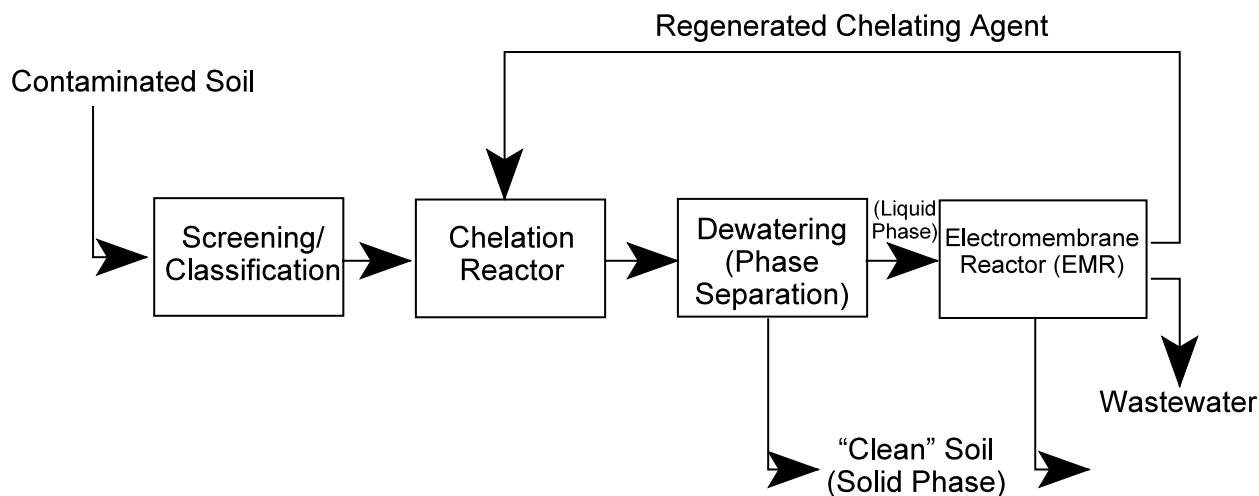 Regenerated Chelating Agent
Contaminated Soil
Screening/
Classification
Chelation
Reactor
Dewatering
(Phase
Separation)
(Liquid
Phase)
Electromembrane
Reactor (EMR)
Wastewater
“Clean” Soil
(Solid Phase)